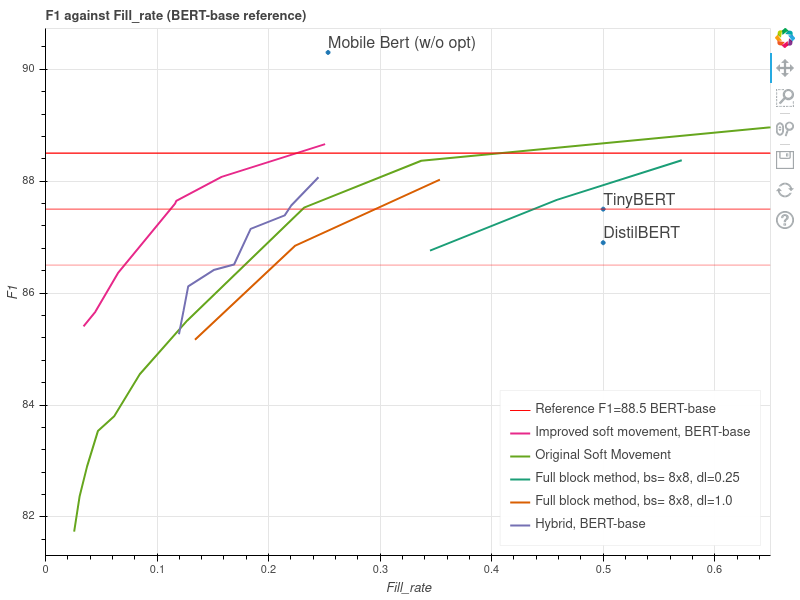 F1 against Fill_rate (BERT-base reference)
Mobile Bert (w/o opt)
90
88
TinyBERT
DistilBERT
F1
86
84
82
Reference F1=88.5 BERT-base
Improved soft movement, BERT-base
Original Soft Movement
Full block method, bs= 8x8, dl=0.25
Full block method, bs= 8x8, dl=1.0
Hybrid, BERT-base
0 0.1 0.2 0.3 0.4 0.5 0.6
Fill_rate